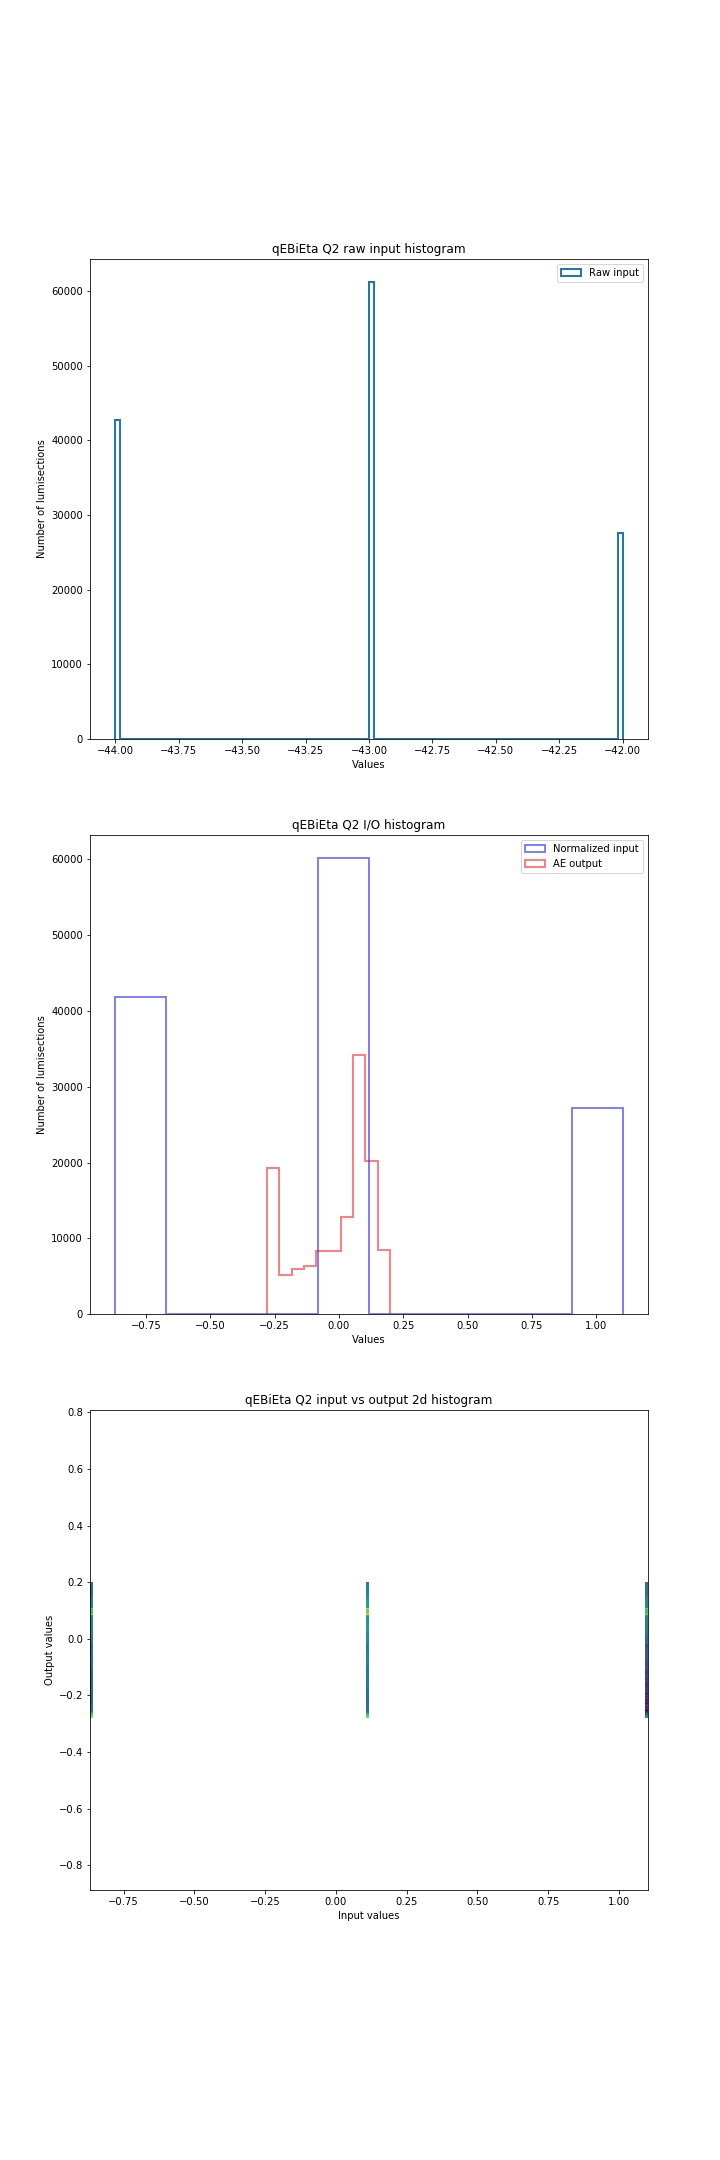 qEBiEta Q2 raw input histogram
Raw input
60000
50000
40000
30000
20000
10000
0
Number of lumisections
−44.00 −43.75 −43.50 −43.25 −43.00 −42.75 −42.50 −42.25 −42.00
Values
qEBiEta Q2 I/O histogram
Normalized input
AE output
60000
50000
40000
30000
20000
10000
0
Number of lumisections
−0.75 −0.50 −0.25 0.00 0.25 0.50 0.75 1.00
Values
qEBiEta Q2 input vs output 2d histogram
0.8
0.6
0.4
0.2
0.0
−0.2
−0.4
−0.6
−0.8
Output values
−0.75 −0.50 −0.25 0.00 0.25 0.50 0.75 1.00
Input values